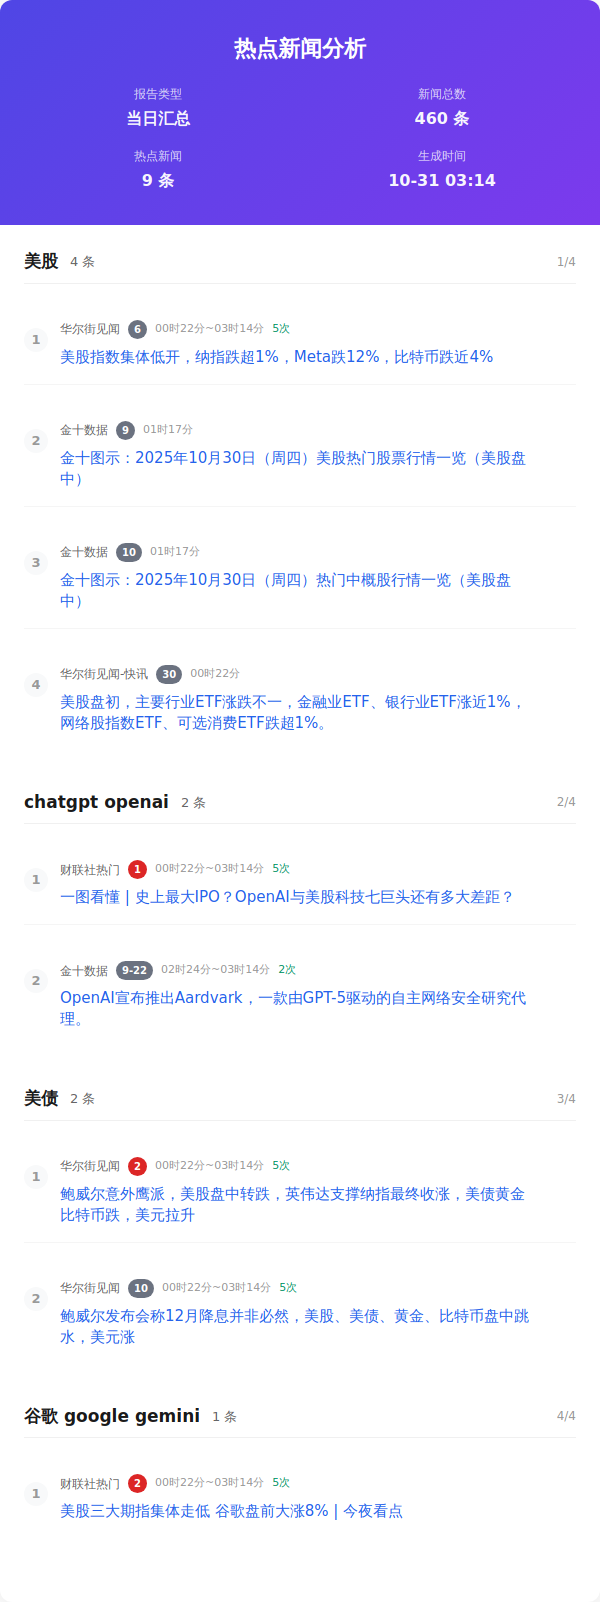 热点新闻分析
报告类型
新闻总数
当日汇总
460 条
热点新闻
生成时间
9 条
10-31 03:14
美股 4 条 1/4
华尔街见闻 6 00时22分~03时14分 5次
1
美股指数集体低开，纳指跌超1%，Meta跌12%，比特币跌近4%
金十数据 9 01时17分
2
金十图示：2025年10月30日（周四）美股热门股票行情一览（美股盘
中）
金十数据 10 01时17分
3
金十图示：2025年10月30日（周四）热门中概股行情一览（美股盘
中）
华尔街见闻-快讯 30 00时22分
4
美股盘初，主要行业ETF涨跌不一，金融业ETF、银行业ETF涨近1%，
网络股指数ETF、可选消费ETF跌超1%。
chatgpt openai 2 条 2/4
财联社热门 1 00时22分~03时14分 5次
1
一图看懂 | 史上最大IPO？OpenAI与美股科技七巨头还有多大差距？
金十数据 9-22 02时24分~03时14分 2次
2
OpenAI宣布推出Aardvark，一款由GPT-5驱动的自主网络安全研究代
理。
美债 2 条 3/4
华尔街见闻 2 00时22分~03时14分 5次
1
鲍威尔意外鹰派，美股盘中转跌，英伟达支撑纳指最终收涨，美债黄金
比特币跌，美元拉升
华尔街见闻 10 00时22分~03时14分 5次
2
鲍威尔发布会称12月降息并非必然，美股、美债、黄金、比特币盘中跳
水，美元涨
谷歌 google gemini 1 条 4/4
财联社热门 2 00时22分~03时14分 5次
1
美股三大期指集体走低 谷歌盘前大涨8% | 今夜看点